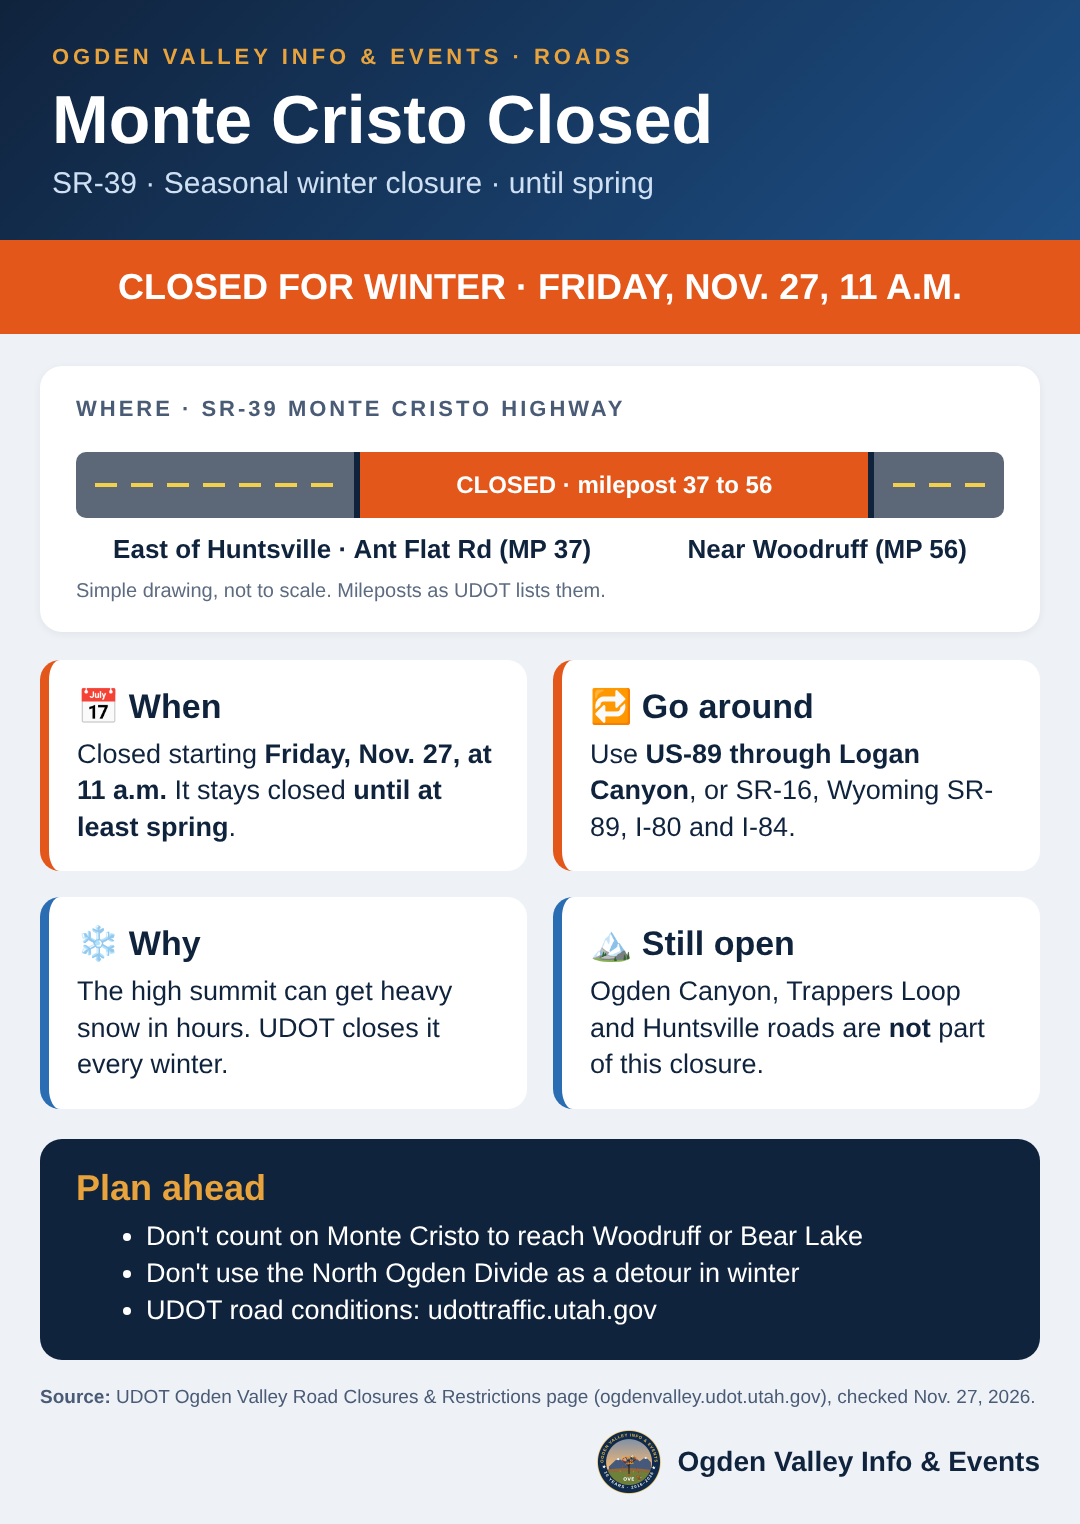 OGDEN VALLEY INFO & EVENTS · ROADS
Monte Cristo Closed
SR-39 · Seasonal winter closure · until spring
CLOSED FOR WINTER · FRIDAY, NOV. 27, 11 A.M.
WHERE · SR-39 MONTE CRISTO HIGHWAY
CLOSED · milepost 37 to 56
East of Huntsville · Ant Flat Rd (MP 37)
Near Woodruff (MP 56)
Simple drawing, not to scale. Mileposts as UDOT lists them.
July
17
When
Closed starting Friday, Nov. 27, at
11 a.m. It stays closed until at
least spring.
Go around
Use US-89 through Logan
Canyon, or SR-16, Wyoming SR-
89, I-80 and I-84.
Why
The high summit can get heavy
snow in hours. UDOT closes it
every winter.
Still open
Ogden Canyon, Trappers Loop
and Huntsville roads are not part
of this closure.
Plan ahead
• Don't count on Monte Cristo to reach Woodruff or Bear Lake
• Don't use the North Ogden Divide as a detour in winter
• UDOT road conditions: udottraffic.utah.gov
Source: UDOT Ogden Valley Road Closures & Restrictions page (ogdenvalley.udot.utah.gov), checked Nov. 27, 2026.
OGDEN VALLEY INFO & EVENTS
OVE
Ogden Valley Info & Events